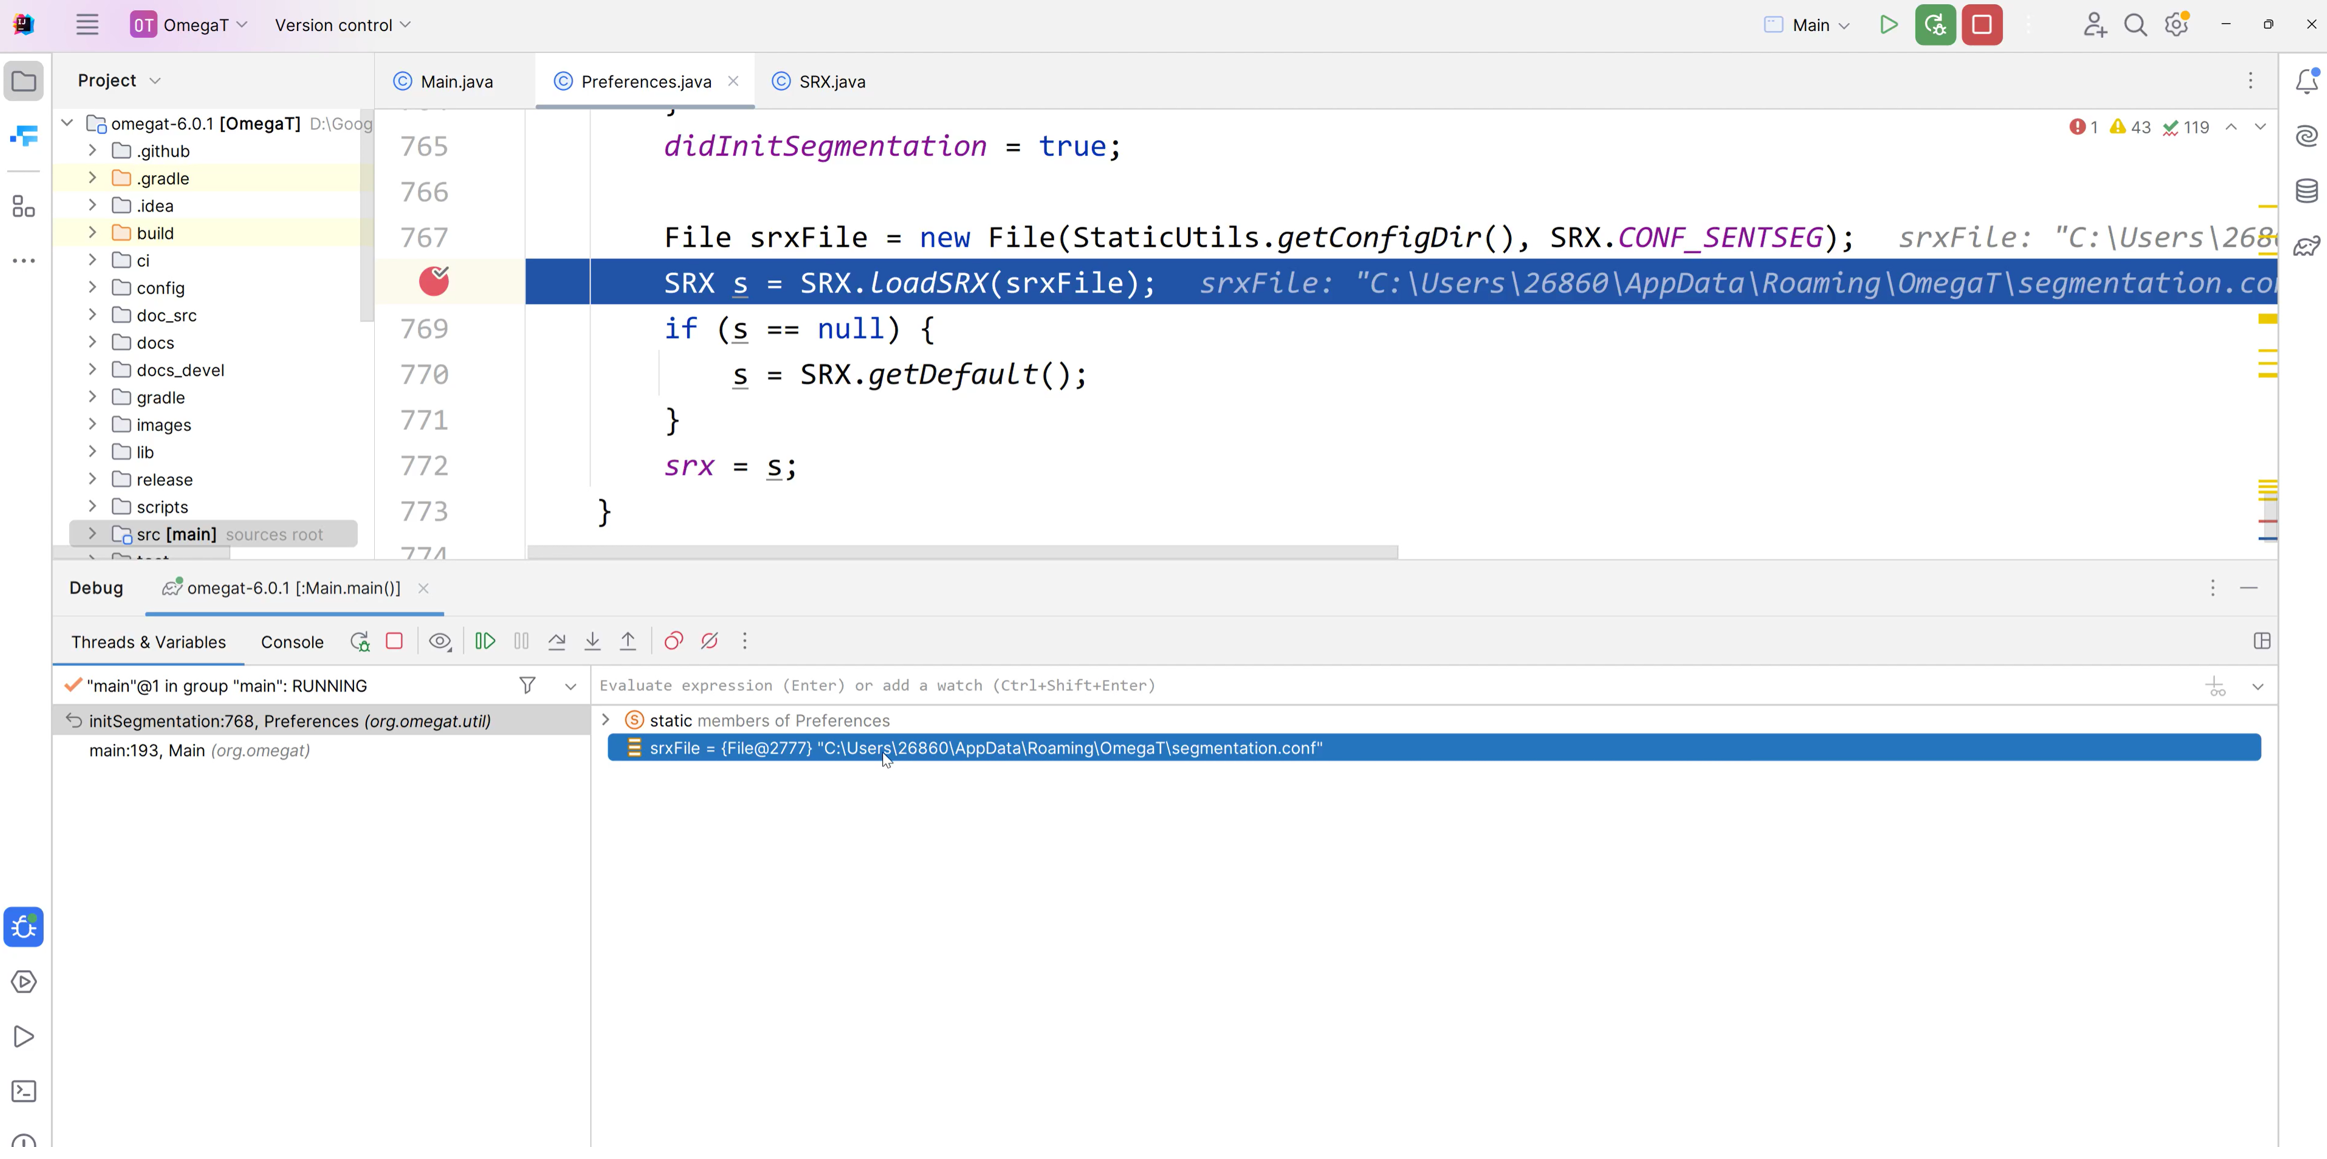 OT OmegaT Version control Main
Project
Main.java Preferences.java SRX.java
omegat-6.0.1 [OmegaT] D:\Goog
.github
.gradle
.idea
build
ci
config
doc_src
docs
docs_devel
gradle
images
lib
release
scripts
src [main] sources root
1 43 119
765 didInitSegmentation = true;
766
767 File srxFile = new File(StaticUtils.getConfigDir(), SRX.CONF_SENTSEG); srxFile: "C:\Users\268
SRX s = SRX.loadSRX(srxFile); srxFile: "C:\Users\26860\AppData\Roaming\OmegaT\segmentation.co
769 if (s == null) {
770 s = SRX.getDefault();
771 }
772 srx = s;
773 }
774
Debug omegat-6.0.1 [:Main.main()]
Threads & Variables Console
"main"@1 in group "main": RUNNING
initSegmentation:768, Preferences (org.omegat.util)
main:193, Main (org.omegat)
Evaluate expression (Enter) or add a watch (Ctrl+Shift+Enter)
static members of Preferences
srxFile = {File@2777} "C:\Users\26860\AppData\Roaming\OmegaT\segmentation.conf"